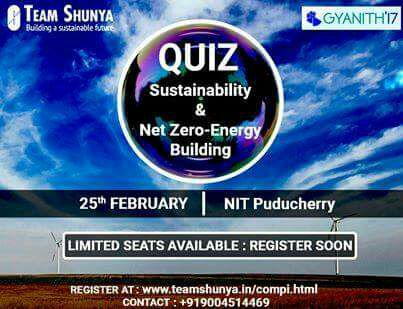 TEAM SHUNYA
Building a sustainable future
GYANITH'17
QUIZ
Sustainability
&
Net Zero-Energy
Building
25th FEBRUARY | NIT Puducherry
LIMITED SEATS AVAILABLE : REGISTER SOON
REGISTER AT : www.teamshunya.in/compi.html
CONTACT : +919004514469